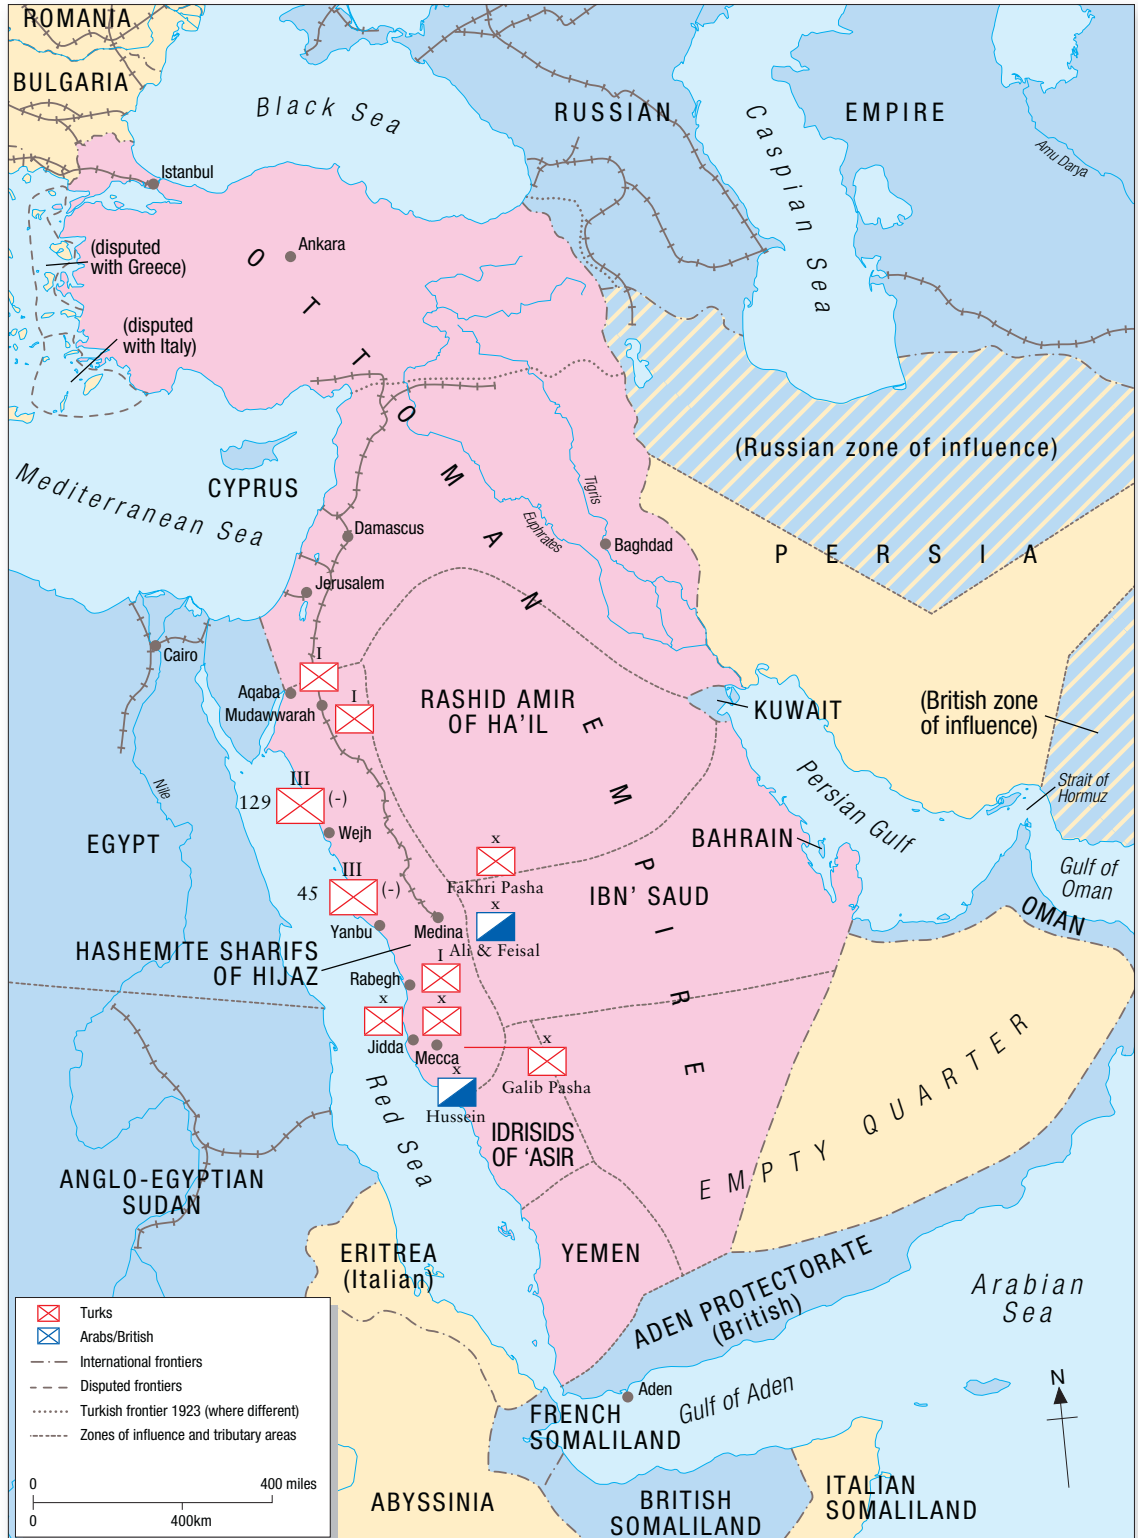 ROMANIA
BULGARIA
Black Sea
RUSSIAN
EMPIRE
Caspian Sea
Amu Darya
Istanbul
Ankara
(disputed
with Greece)
(disputed
with Italy)
OTTOMAN EMPIRE
(Russian zone of influence)
CYPRUS
Mediterranean Sea
Tigris
Euphrates
Damascus
Baghdad
PERSIA
Jerusalem
Cairo
I
Aqaba
Mudawwarah
I
RASHID AMIR
OF HA'IL
KUWAIT
(British zone
of influence)
Nile
III
129
(-)
Wejh
Persian Gulf
Strait of
Hormuz
EGYPT
BAHRAIN
Gulf of
Oman
III
45
(-)
x
Fakhri Pasha
IBN' SAUD
x
Ali & Feisal
OMAN
Yanbu
Medina
HASHEMITE SHARIFS
OF HIJAZ
I
Rabegh
x
x
Jidda
Mecca
x
Galib Pasha
x
Hussein
Red Sea
IDRISIDS
OF 'ASIR
EMPTY QUARTER
ANGLO-EGYPTIAN
SUDAN
ERITREA
(Italian)
YEMEN
ADEN PROTECTORATE
(British)
Arabian
Sea
Aden
Gulf of Aden
N
FRENCH
SOMALILAND
ABYSSINIA
BRITISH
SOMALILAND
ITALIAN
SOMALILAND
Turks
Arabs/British
International frontiers
Disputed frontiers
Turkish frontier 1923 (where different)
Zones of influence and tributary areas
0
400 miles
0
400km